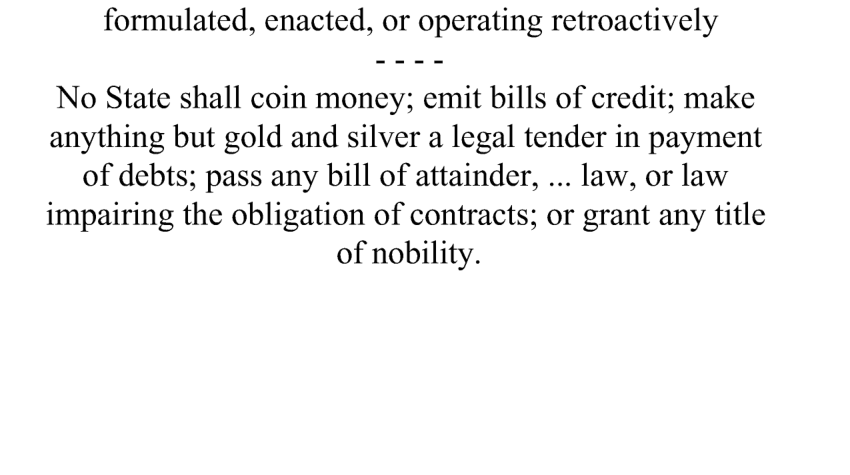 formulated, enacted, or operating retroactively
- - - -
No State shall coin money; emit bills of credit; make
anything but gold and silver a legal tender in payment
of debts; pass any bill of attainder, ... law, or law
impairing the obligation of contracts; or grant any title
of nobility.